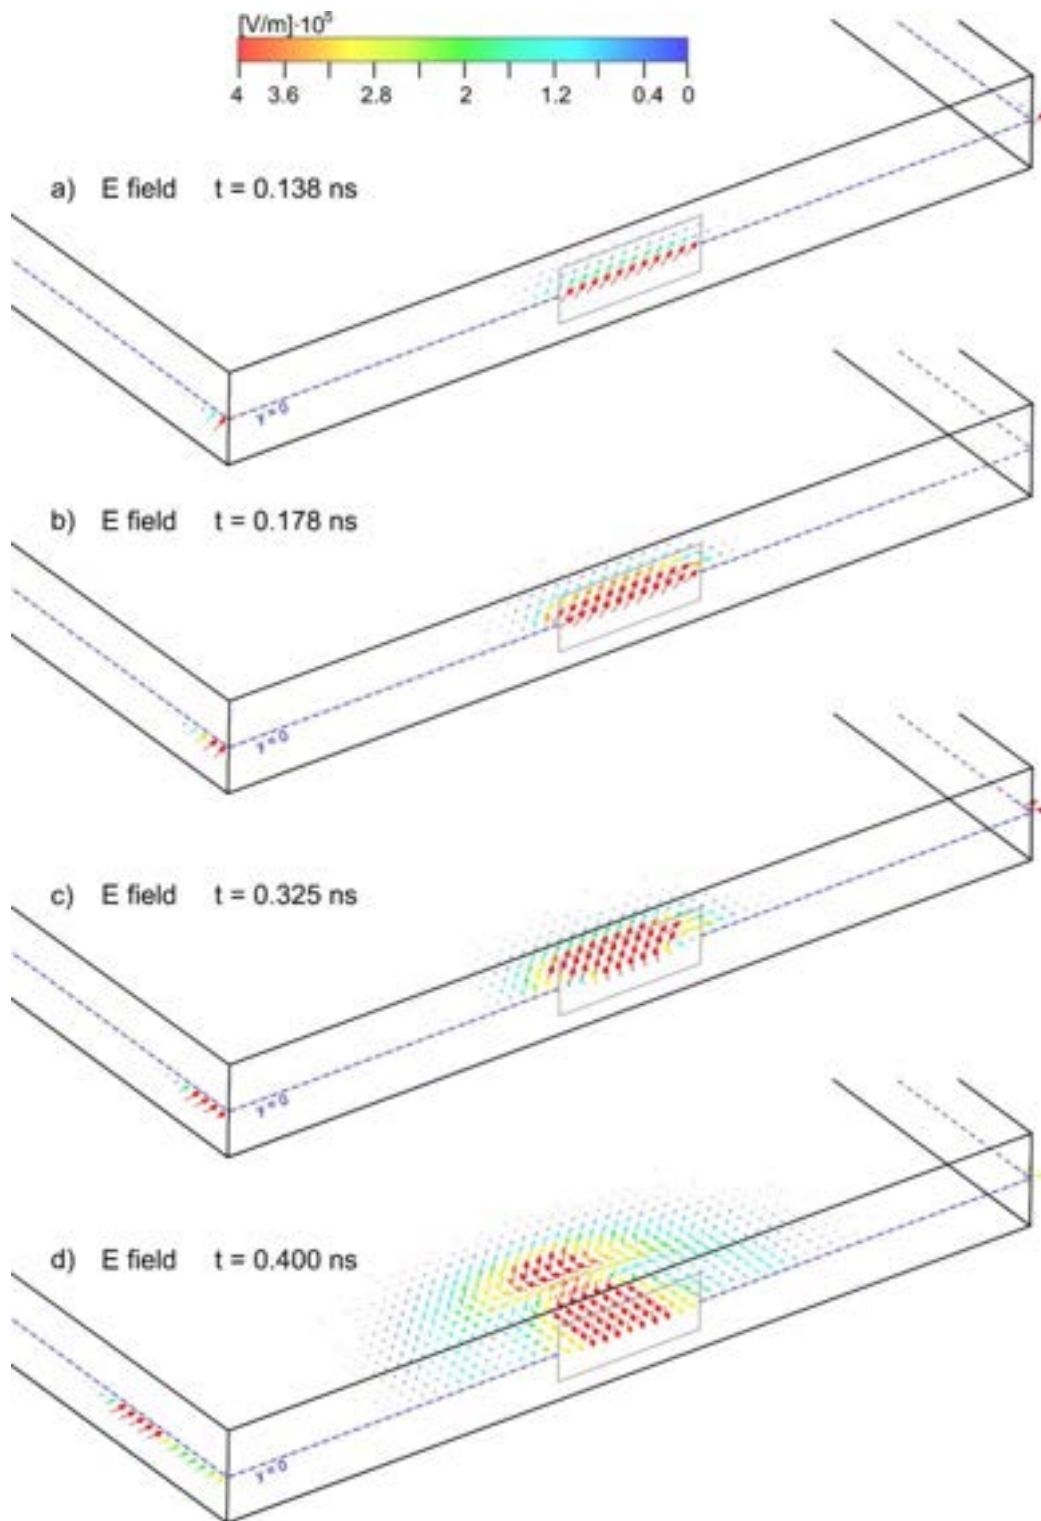 [V/m]·10⁵
4 3.6 2.8 2 1.2 0.4 0
a) E field t = 0.138 ns
y = 0
b) E field t = 0.178 ns
y = 0
c) E field t = 0.325 ns
y = 0
d) E field t = 0.400 ns
y = 0